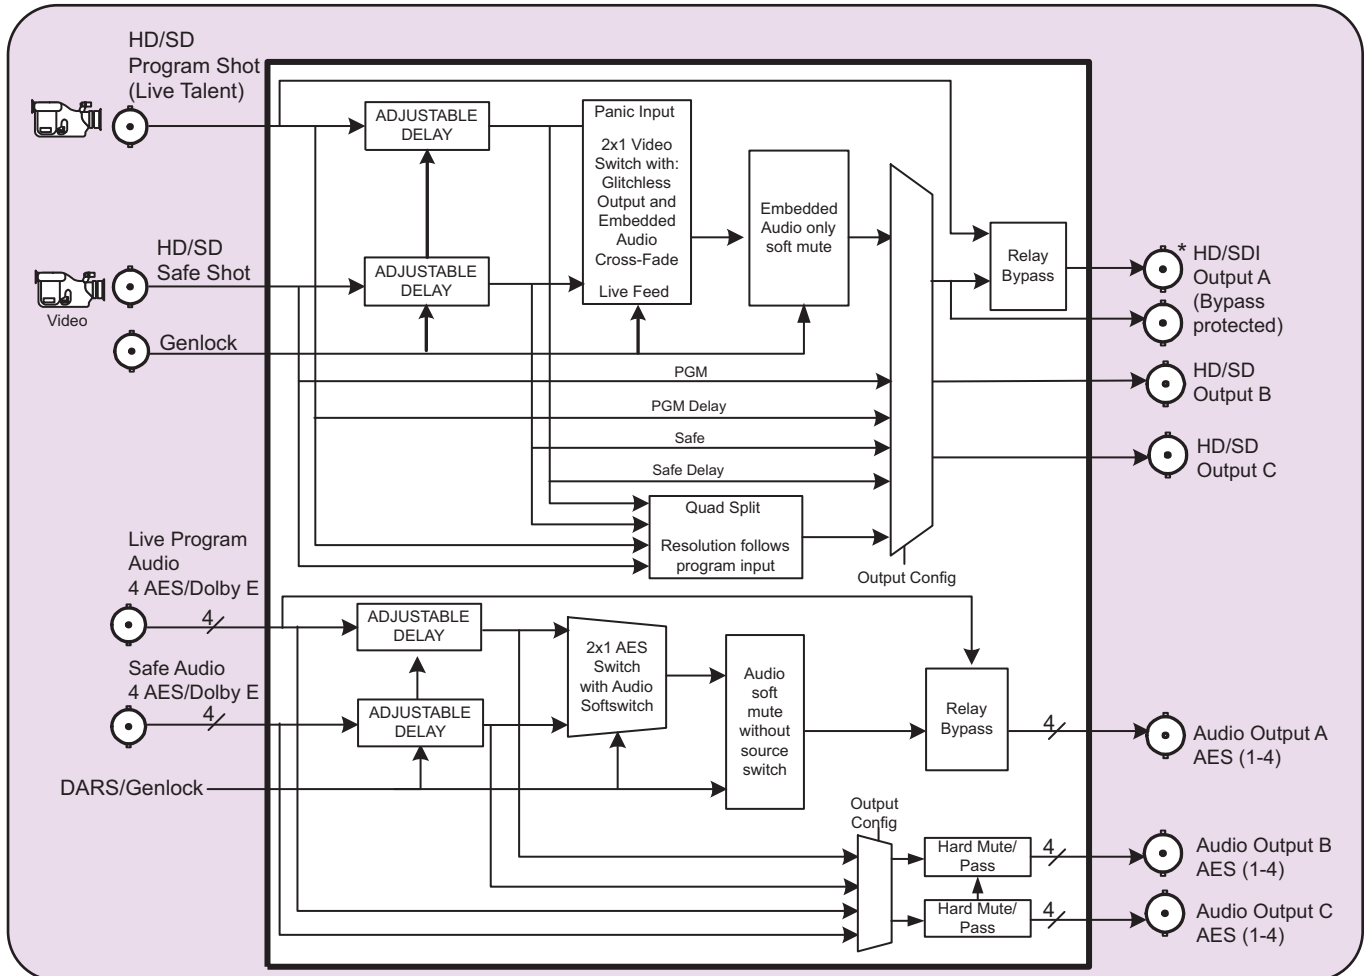 HD/SD
Program Shot
(Live Talent)
ADJUSTABLE
DELAY
Panic Input
2x1 Video
Switch with:
Glitchless
Output and
Embedded
Audio
Cross-Fade
Live Feed
Embedded
Audio only
soft mute
Relay
Bypass
* HD/SDI
Output A
(Bypass
protected)
HD/SD
Safe Shot
Video
ADJUSTABLE
DELAY
Genlock
PGM
PGM Delay
Safe
Safe Delay
HD/SD
Output B
HD/SD
Output C
Quad Split
Resolution follows
program input
Output Config
Live Program
Audio
4 AES/Dolby E
4
ADJUSTABLE
DELAY
2x1 AES
Switch
with Audio
Softswitch
Safe Audio
4 AES/Dolby E
4
ADJUSTABLE
DELAY
Audio
soft
mute
without
source
switch
Relay
Bypass
4
Audio Output A
AES (1-4)
DARS/Genlock
Output
Config
Hard Mute/
Pass
4
Audio Output B
AES (1-4)
Hard Mute/
Pass
4
Audio Output C
AES (1-4)